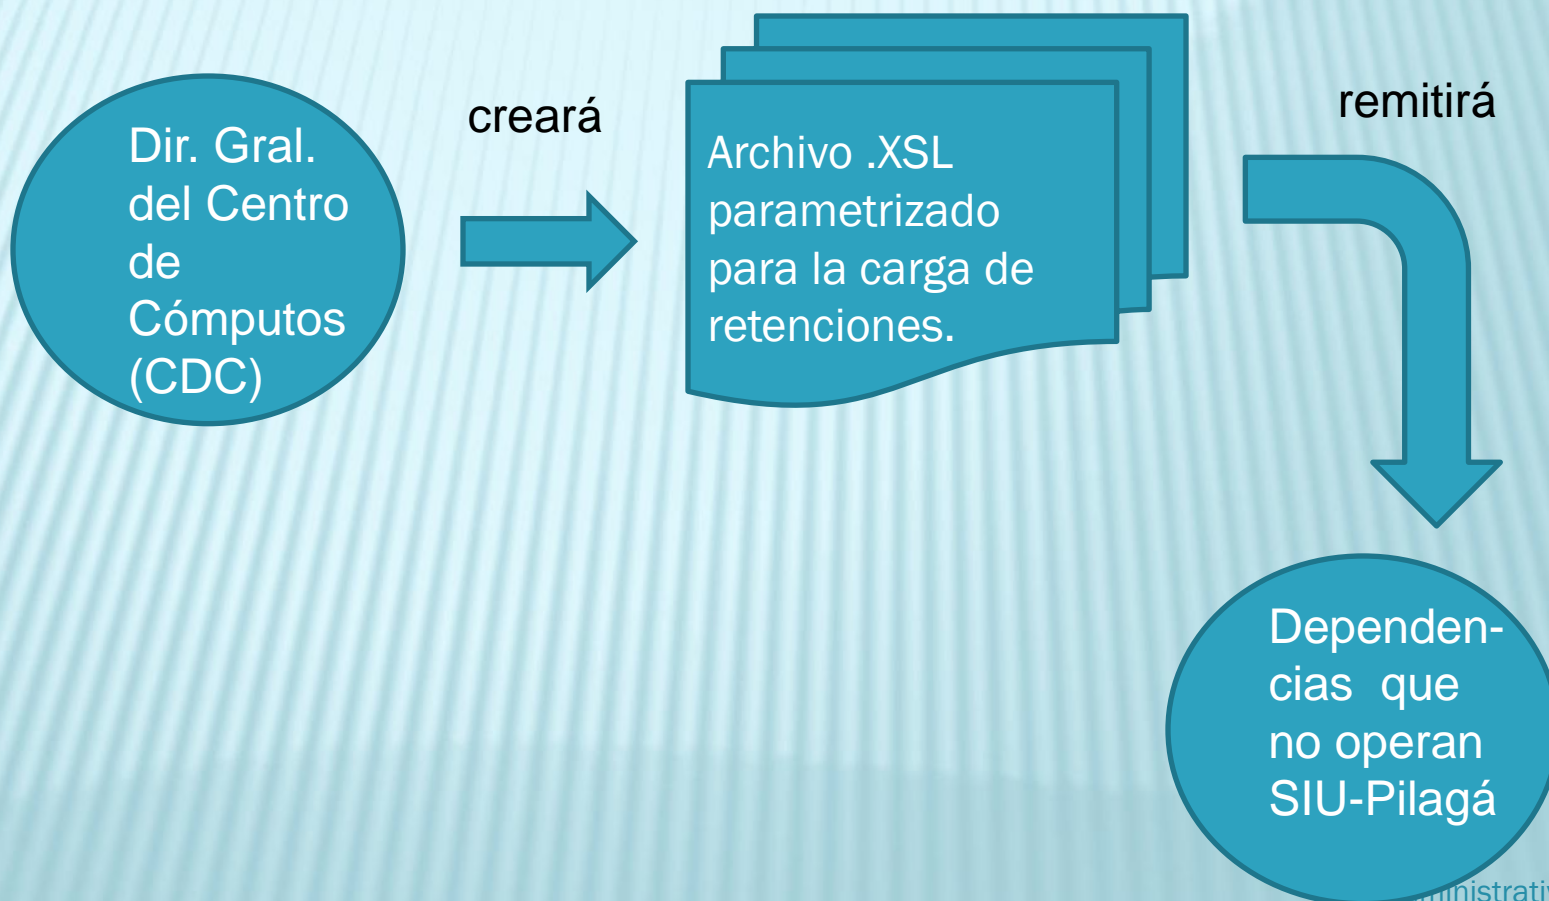 Dir. Gral.
del Centro
de
Cómputos
(CDC)
creará
Archivo .XSL
parametrizado
para la carga de
retenciones.
remitirá
Dependen-
cias que
no operan
SIU-Pilagá